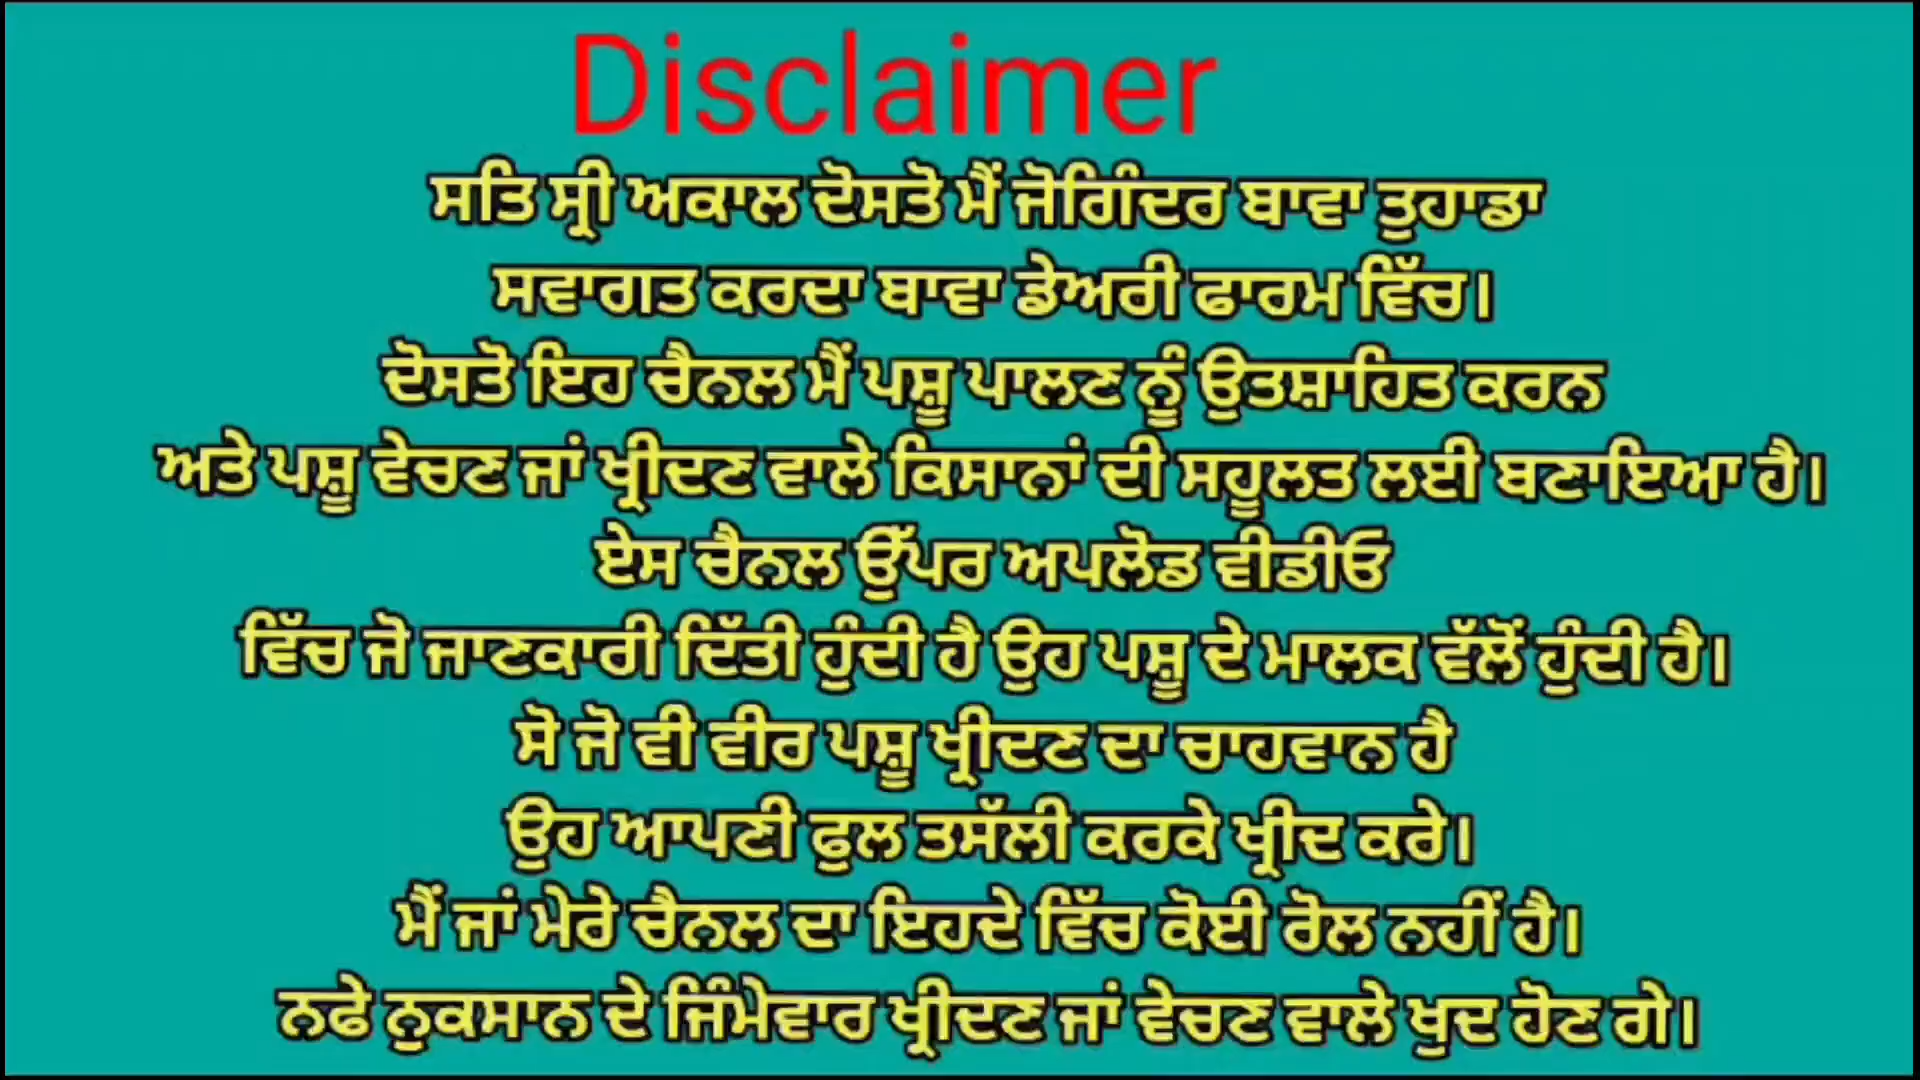 Disclaimer
ਸਤਿ ਸ੍ਰੀ ਅਕਾਲ ਦੋਸਤੋ ਮੈਂ ਜੋਗਿੰਦਰ ਬਾਵਾ ਤੁਹਾਡਾ
ਸਵਾਗਤ ਕਰਦਾ ਬਾਵਾ ਡੇਅਰੀ ਫਾਰਮ ਵਿੱਚ।
ਦੋਸਤੋ ਇਹ ਚੈਨਲ ਮੈਂ ਪਸ਼ੂ ਪਾਲਣ ਨੂੰ ਉਤਸ਼ਾਹਿਤ ਕਰਨ
ਅਤੇ ਪਸ਼ੂ ਵੇਚਣ ਜਾਂ ਖ੍ਰੀਦਣ ਵਾਲੇ ਕਿਸਾਨਾਂ ਦੀ ਸਹੂਲਤ ਲਈ ਬਣਾਇਆ ਹੈ।
ਏਸ ਚੈਨਲ ਉੱਪਰ ਅਪਲੋਡ ਵੀਡੀਓ
ਵਿੱਚ ਜੋ ਜਾਣਕਾਰੀ ਦਿੱਤੀ ਹੁੰਦੀ ਹੈ ਉਹ ਪਸ਼ੂ ਦੇ ਮਾਲਕ ਵੱਲੋਂ ਹੁੰਦੀ ਹੈ।
ਸੋ ਜੋ ਵੀ ਵੀਰ ਪਸ਼ੂ ਖ੍ਰੀਦਣ ਦਾ ਚਾਹਵਾਨ ਹੈ
ਉਹ ਆਪਣੀ ਫੁਲ ਤਸੱਲੀ ਕਰਕੇ ਖ੍ਰੀਦ ਕਰੇ।
ਮੈਂ ਜਾਂ ਮੇਰੇ ਚੈਨਲ ਦਾ ਇਹਦੇ ਵਿੱਚ ਕੋਈ ਰੋਲ ਨਹੀਂ ਹੈ।
ਨਫੇ ਨੁਕਸਾਨ ਦੇ ਜਿੰਮੇਵਾਰ ਖ੍ਰੀਦਣ ਜਾਂ ਵੇਚਣ ਵਾਲੇ ਖੁਦ ਹੋਣ ਗੇ।